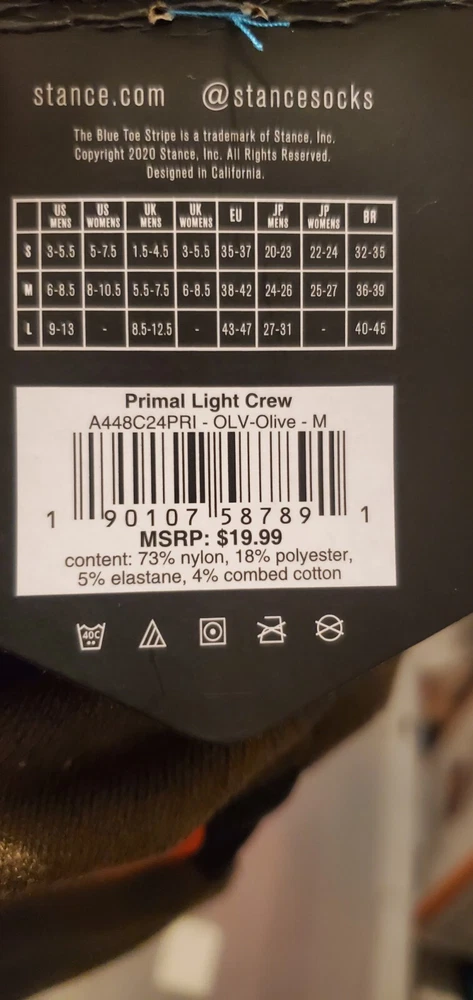 stance.com @stancesocks
The Blue Toe Stripe is a trademark of Stance, Inc.
Copyright 2020 Stance, Inc. All Rights Reserved.
Designed in California.
US MENS US WOMENS UK MENS UK WOMENS EU JP MENS JP WOMENS BR
S 3-5.5 5-7.5 1.5-4.5 3-5.5 35-37 20-23 22-24 32-35
M 6-8.5 8-10.5 5.5-7.5 6-8.5 38-42 24-26 25-27 36-39
L 9-13 - 8.5-12.5 - 43-47 27-31 - 40-45
Primal Light Crew
A448C24PRI - OLV-Olive - M
1 90107 58789 1
MSRP: $19.99
content: 73% nylon, 18% polyester,
5% elastane, 4% combed cotton
40C